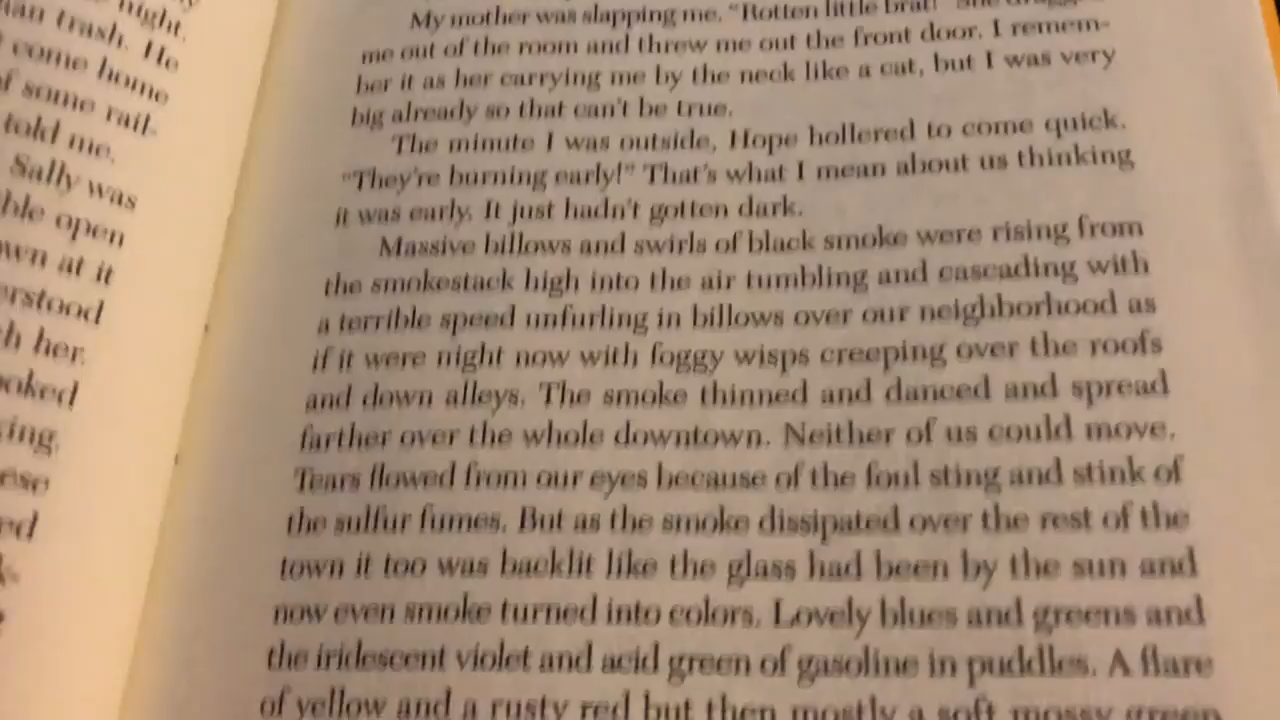 night.
trash. He
come home
some rail-
told me.
Sally was
open
at it
her.
My mother was slapping me. "Rotten little brat!" She dragged
me out of the room and threw me out the front door. I remem-
ber it as her carrying me by the neck like a cat, but I was very
big already so that can't be true.
The minute I was outside, Hope hollered to come quick.
"They're burning early!" That's what I mean about us thinking
it was early. It just hadn't gotten dark.
Massive billows and swirls of black smoke were rising from
the smokestack high into the air tumbling and cascading with
a terrible speed unfurling in billows over our neighborhood as
if it were night now with foggy wisps creeping over the roofs
and down alleys. The smoke thinned and danced and spread
farther over the whole downtown. Neither of us could move.
Tears flowed from our eyes because of the foul sting and stink of
the sulfur fumes. But as the smoke dissipated over the rest of the
town it too was backlit like the glass had been by the sun and
now even smoke turned into colors. Lovely blues and greens and
the iridescent violet and acid green of gasoline in puddles. A flare
of yellow and a rusty red but then mostly a soft mossy green